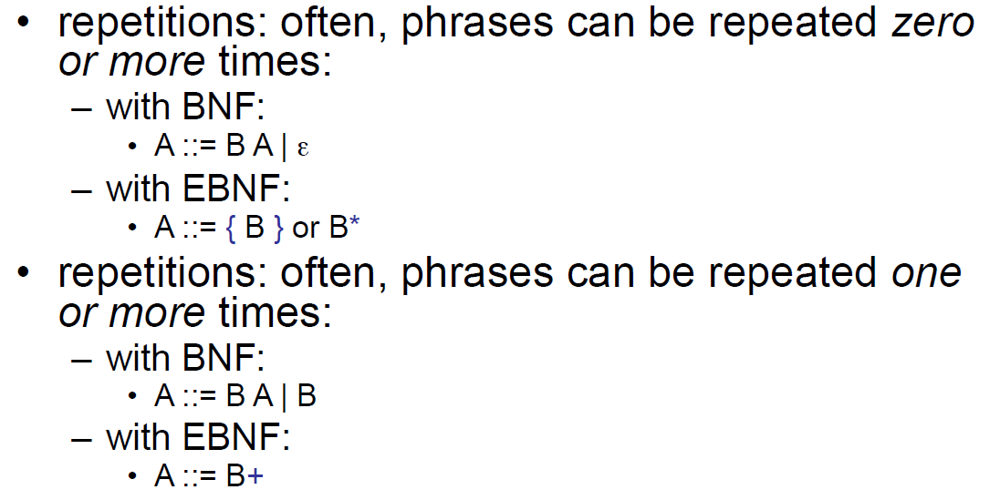 • repetitions: often, phrases can be repeated zero
or more times:
– with BNF:
• A ::= B A | ε
– with EBNF:
• A ::= { B } or B*
• repetitions: often, phrases can be repeated one
or more times:
– with BNF:
• A ::= B A | B
– with EBNF:
• A ::= B+